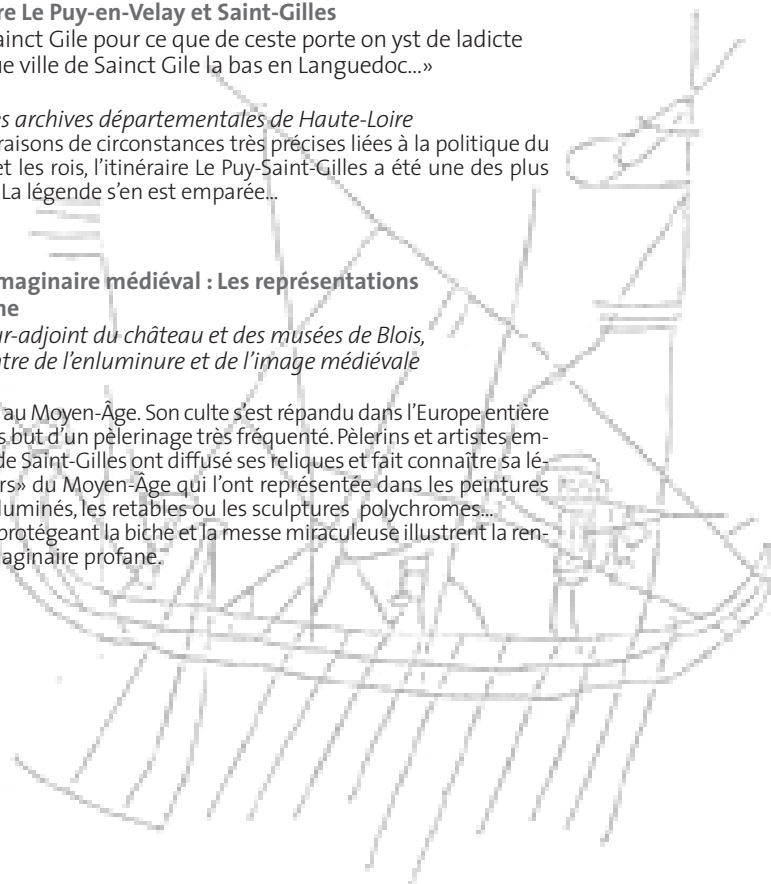 re Le Puy-en-Velay et Saint-Gilles
ainct Gile pour ce que de ceste porte on yst de ladicte
ue ville de Sainct Gile la bas en Languedoc...»
es archives départementales de Haute-Loire
raisons de circonstances très précises liées à la politique du
et les rois, l’itinéraire Le Puy-Saint-Gilles a été une des plus
La légende s’en est emparée...
maginaire médiéval : Les représentations
ne
ur-adjoint du château et des musées de Blois,
ntre de l’enluminure et de l’image médiévale
au Moyen-Âge. Son culte s’est répandu dans l’Europe entière
s but d’un pèlerinage très fréquenté. Pèlerins et artistes em-
de Saint-Gilles ont diffusé ses reliques et fait connaître sa lé-
rs» du Moyen-Âge qui l’ont représentée dans les peintures
luminés, les retables ou les sculptures polychromes...
protégeant la biche et la messe miraculeuse illustrent la ren-
maginaire profane.